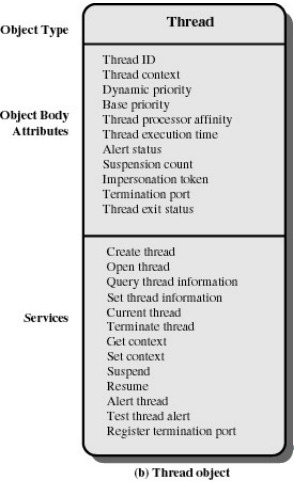 Object Type
Thread
Object Body
Attributes
Thread ID
Thread context
Dynamic priority
Base priority
Thread processor affinity
Thread execution time
Alert status
Suspension count
Impersonation token
Termination port
Thread exit status
Services
Create thread
Open thread
Query thread information
Set thread information
Current thread
Terminate thread
Get context
Set context
Suspend
Resume
Alert thread
Test thread alert
Register termination port
(b) Thread object